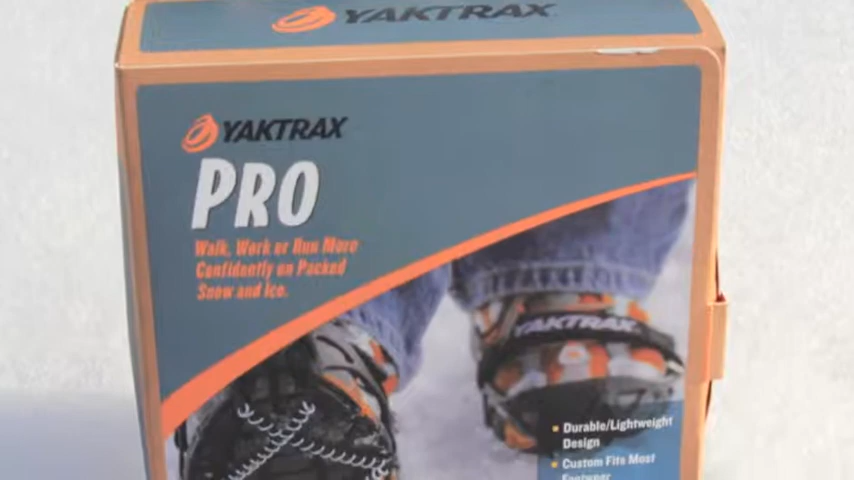 YAKTRAX
YAKTRAX
PRO
Walk, Work or Run More
Confidently on Packed
Snow and Ice.
YAKTRAX
Durable/Lightweight
Design
Custom Fits Most
Footwear